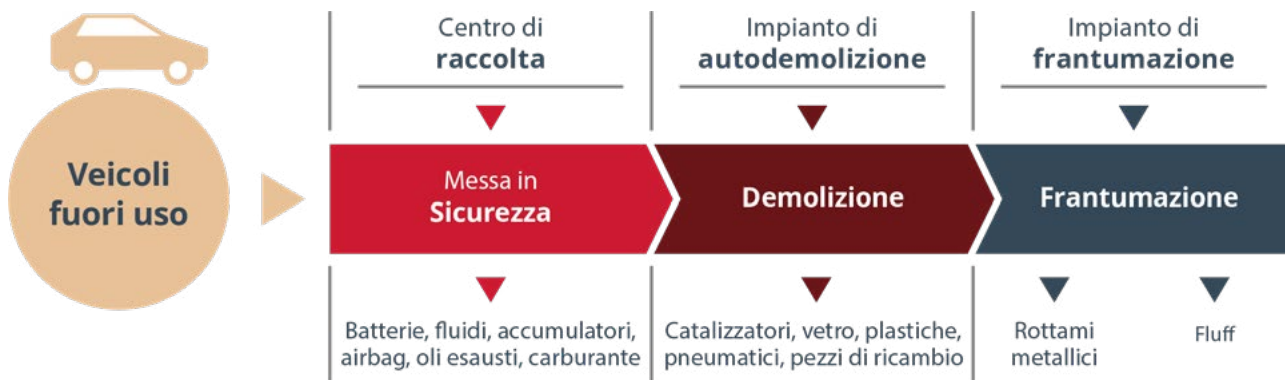 Veicoli
fuori uso
Centro di
raccolta
Messa in
Sicurezza
Batterie, fluidi, accumulatori,
airbag, oli esausti, carburante
Impianto di
autodemolizione
Demolizione
Catalizzatori, vetro, plastiche,
pneumatici, pezzi di ricambio
Impianto di
frantumazione
Frantumazione
Rottami
metallici
Fluff